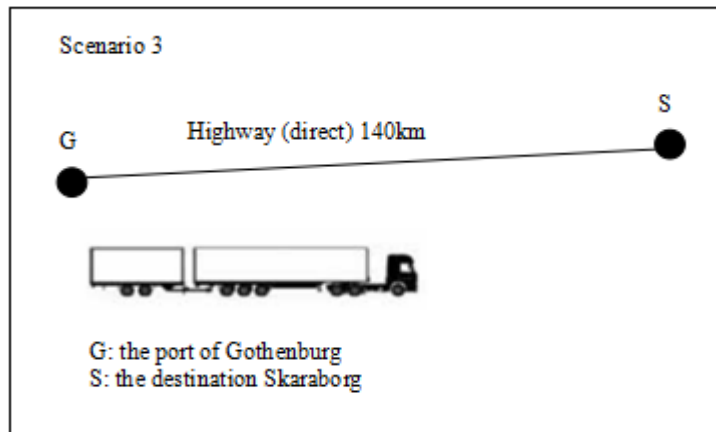 Scenario 3
S
Highway (direct) 140km
G
G: the port of Gothenburg
S: the destination Skaraborg